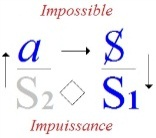 Impossible
a → $
S2 ◇ S1
Impuissance